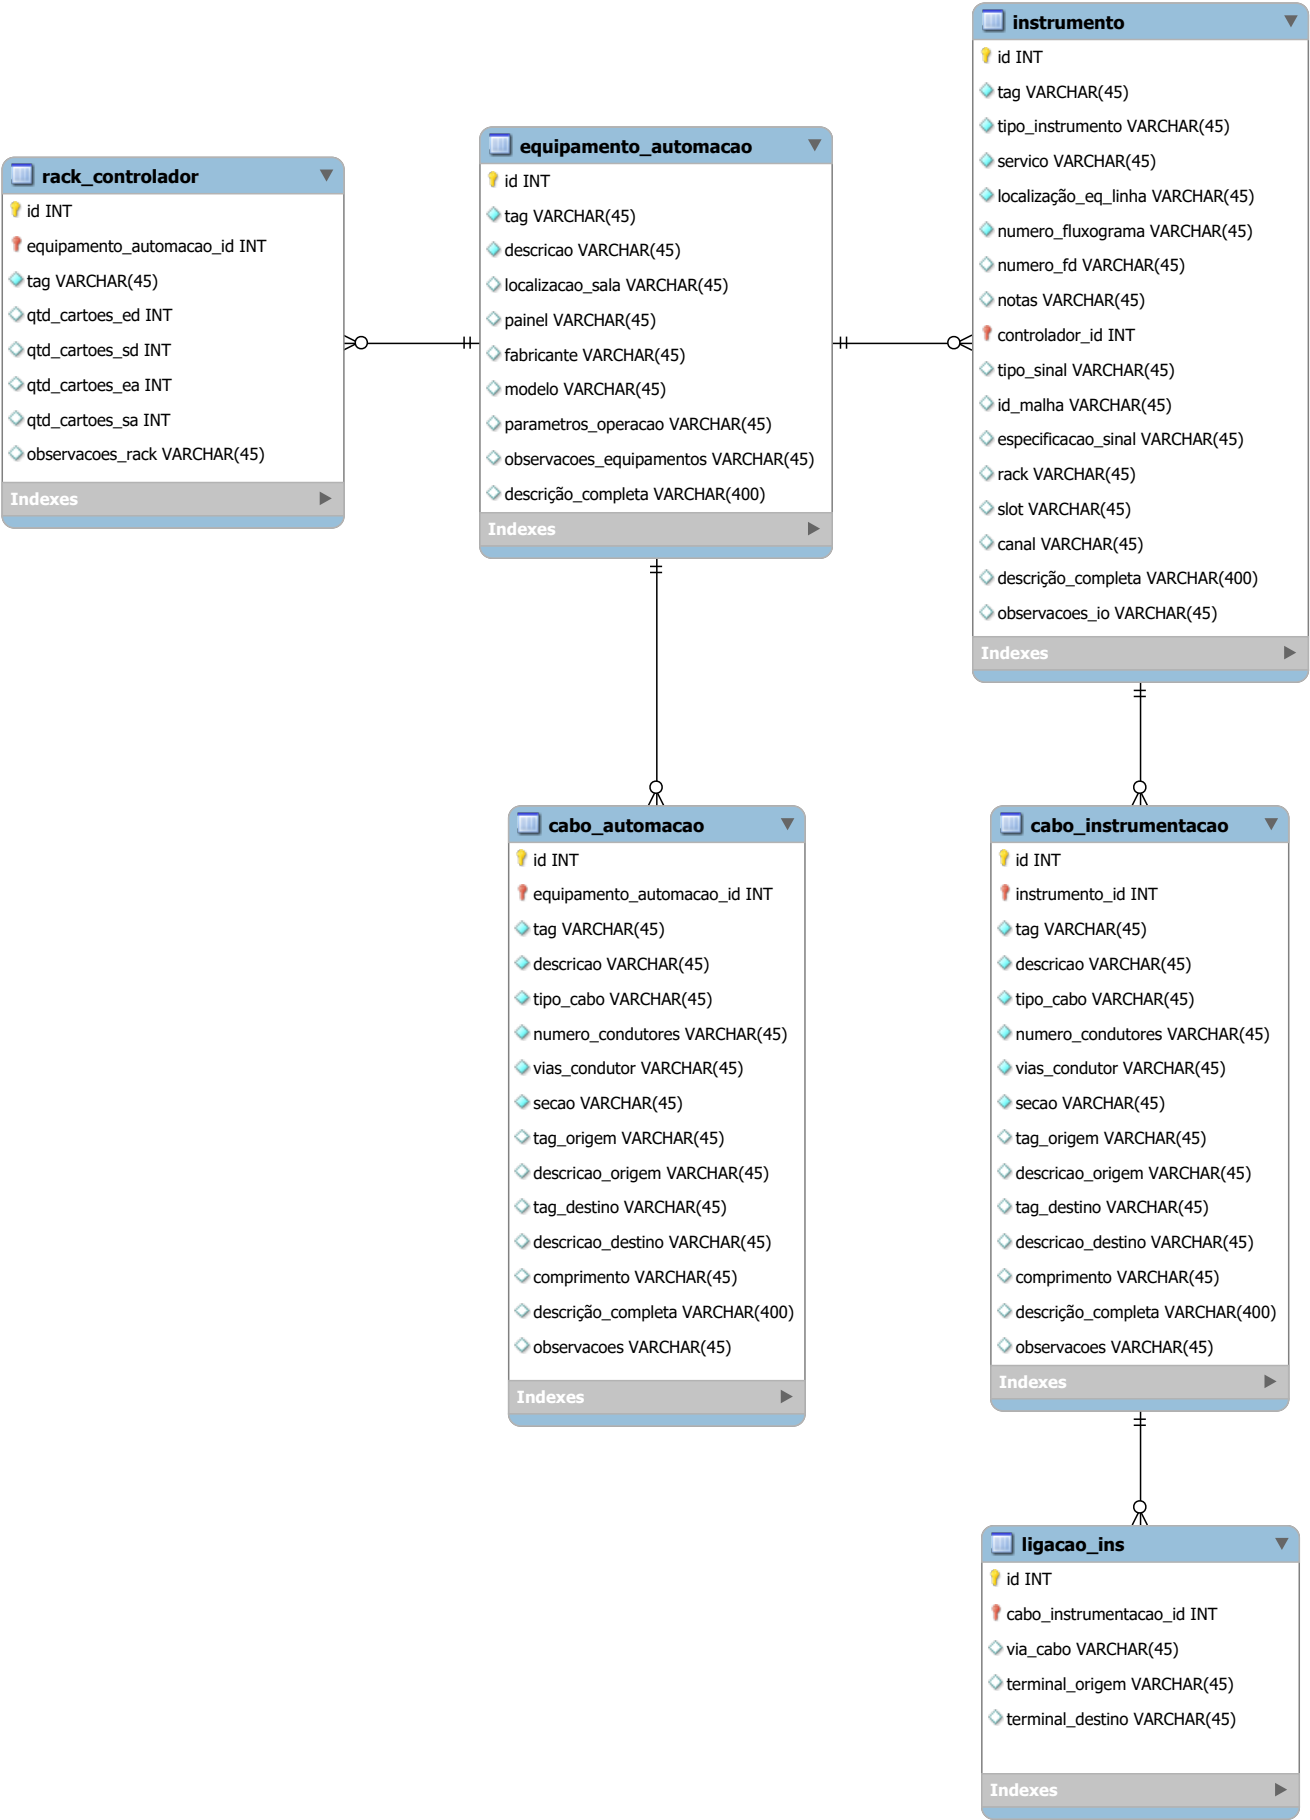 rack_controlador
id INT
equipamento_automacao_id INT
tag VARCHAR(45)
qtd_cartoes_ed INT
qtd_cartoes_sd INT
qtd_cartoes_ea INT
qtd_cartoes_sa INT
observacoes_rack VARCHAR(45)
Indexes
equipamento_automacao
id INT
tag VARCHAR(45)
descricao VARCHAR(45)
localizacao_sala VARCHAR(45)
painel VARCHAR(45)
fabricante VARCHAR(45)
modelo VARCHAR(45)
parametros_operacao VARCHAR(45)
observacoes_equipamentos VARCHAR(45)
descrição_completa VARCHAR(400)
Indexes
instrumento
id INT
tag VARCHAR(45)
tipo_instrumento VARCHAR(45)
servico VARCHAR(45)
localização_eq_linha VARCHAR(45)
numero_fluxograma VARCHAR(45)
numero_fd VARCHAR(45)
notas VARCHAR(45)
controlador_id INT
tipo_sinal VARCHAR(45)
id_malha VARCHAR(45)
especificacao_sinal VARCHAR(45)
rack VARCHAR(45)
slot VARCHAR(45)
canal VARCHAR(45)
descrição_completa VARCHAR(400)
observacoes_io VARCHAR(45)
Indexes
cabo_automacao
id INT
equipamento_automacao_id INT
tag VARCHAR(45)
descricao VARCHAR(45)
tipo_cabo VARCHAR(45)
numero_condutores VARCHAR(45)
vias_condutor VARCHAR(45)
secao VARCHAR(45)
tag_origem VARCHAR(45)
descricao_origem VARCHAR(45)
tag_destino VARCHAR(45)
descricao_destino VARCHAR(45)
comprimento VARCHAR(45)
descrição_completa VARCHAR(400)
observacoes VARCHAR(45)
Indexes
cabo_instrumentacao
id INT
instrumento_id INT
tag VARCHAR(45)
descricao VARCHAR(45)
tipo_cabo VARCHAR(45)
numero_condutores VARCHAR(45)
vias_condutor VARCHAR(45)
secao VARCHAR(45)
tag_origem VARCHAR(45)
descricao_origem VARCHAR(45)
tag_destino VARCHAR(45)
descricao_destino VARCHAR(45)
comprimento VARCHAR(45)
descrição_completa VARCHAR(400)
observacoes VARCHAR(45)
Indexes
ligacao_ins
id INT
cabo_instrumentacao_id INT
via_cabo VARCHAR(45)
terminal_origem VARCHAR(45)
terminal_destino VARCHAR(45)
Indexes